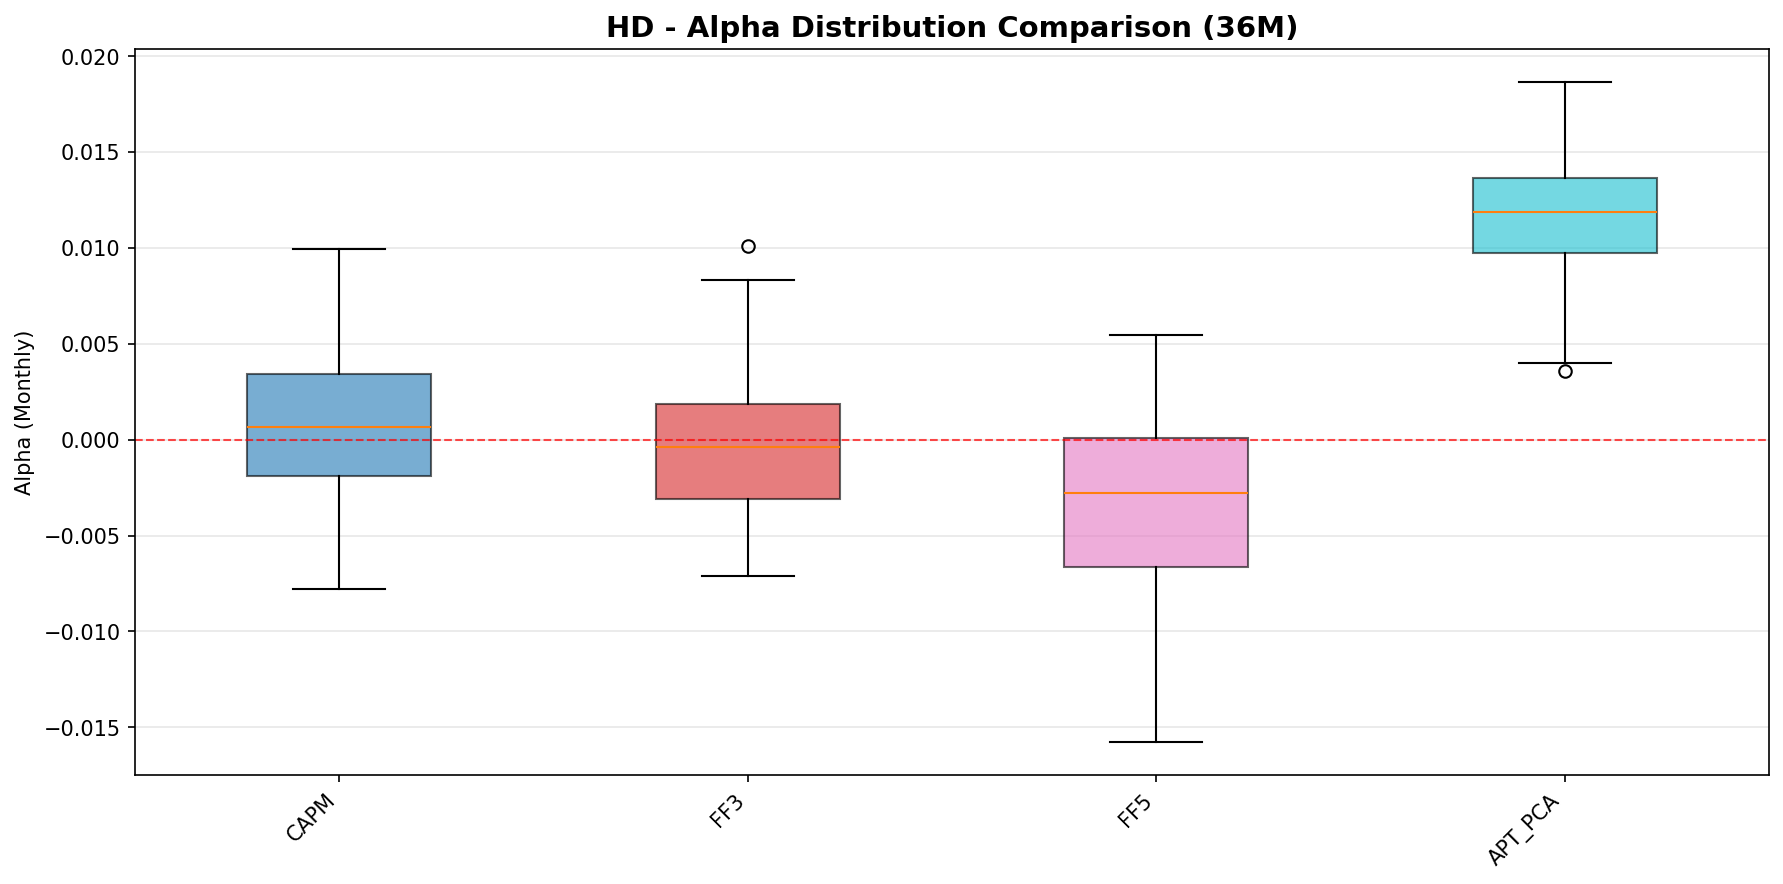 HD - Alpha Distribution Comparison (36M)
Alpha (Monthly)
0.020
0.015
0.010
0.005
0.000
−0.005
−0.010
−0.015
CAPM
FF3
FF5
APT_PCA